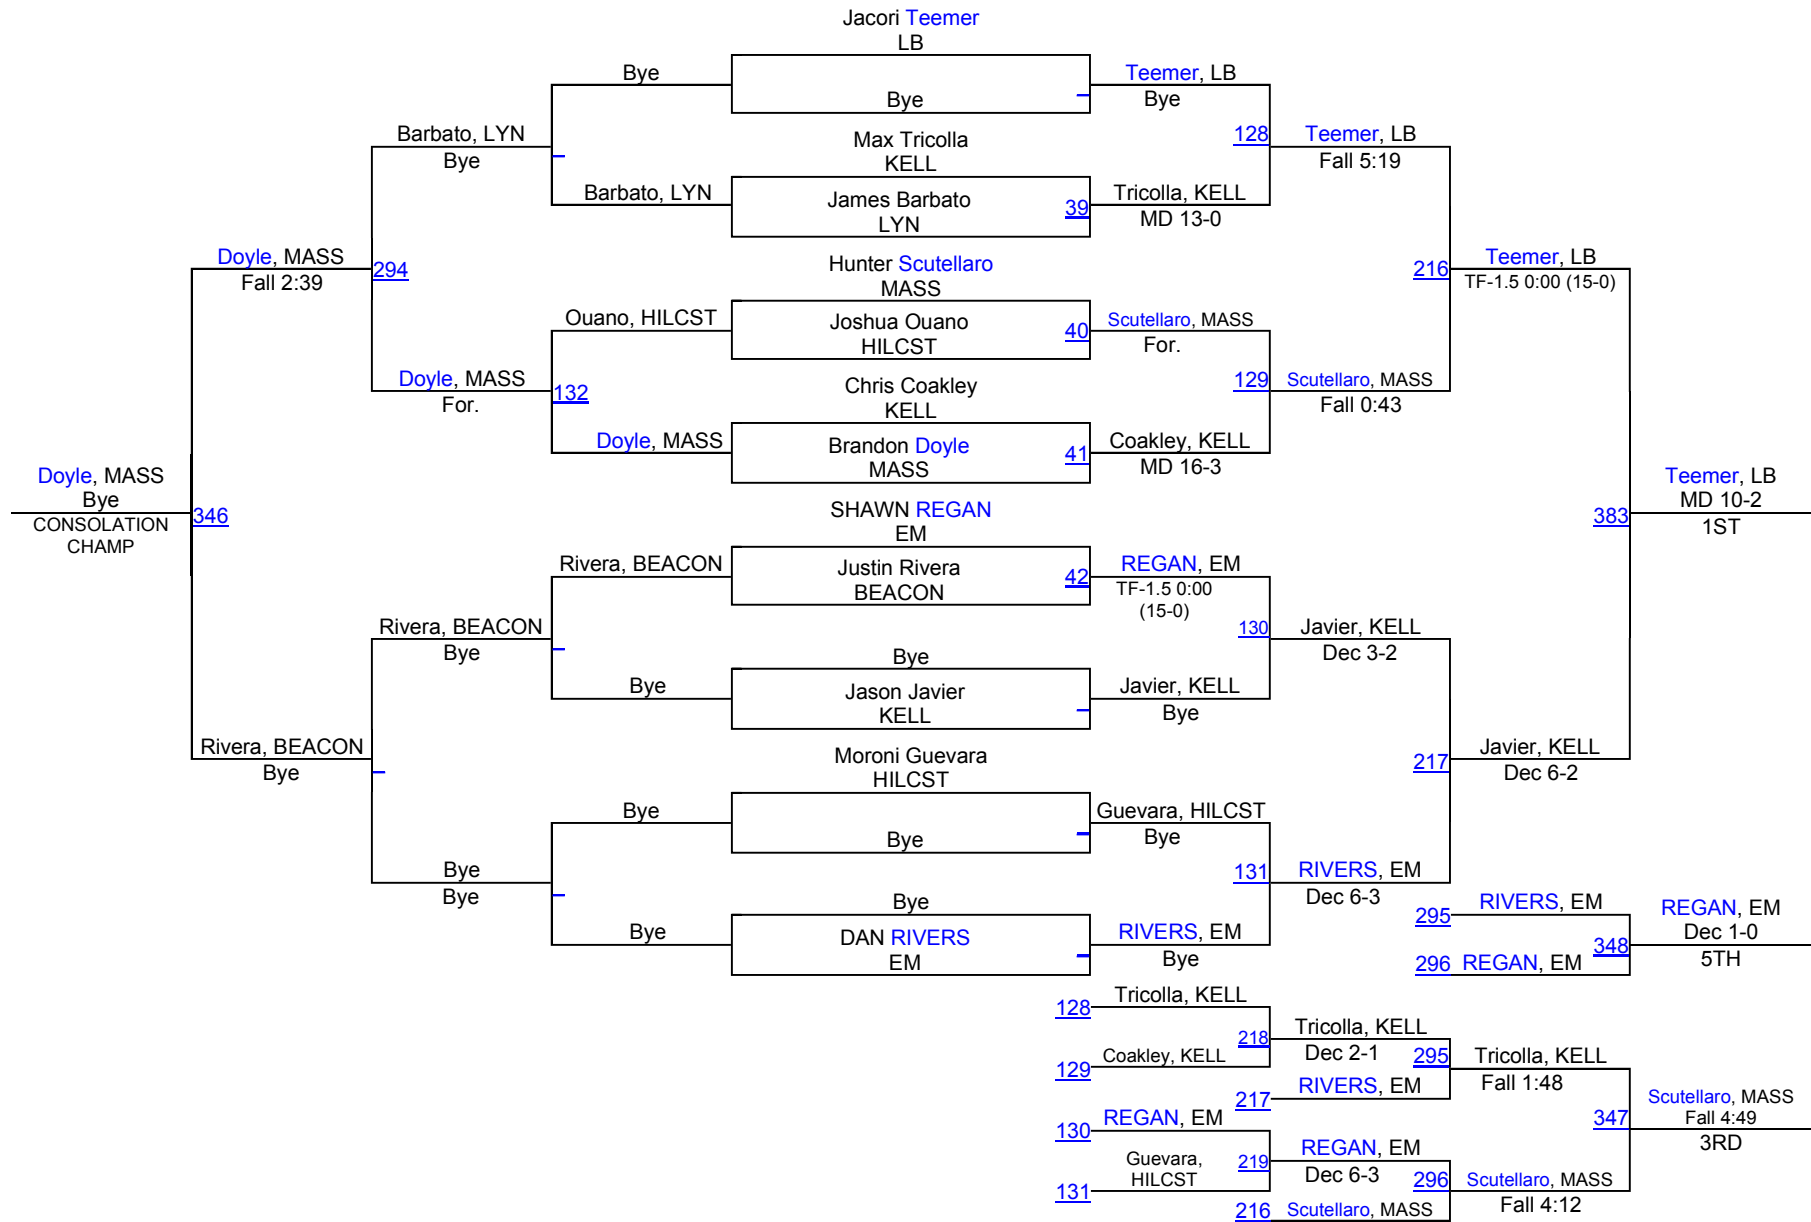 Jacori Teemer
LB
Bye
Bye
Teemer, LB
Bye
Max Tricolla
KELL
James Barbato
LYN
39
Barbato, LYN
Tricolla, KELL
MD 13-0
Barbato, LYN
Bye
128
Teemer, LB
Fall 5:19
Hunter Scutellaro
MASS
Joshua Ouano
HILCST
40
Ouano, HILCST
Scutellaro, MASS
For.
Chris Coakley
KELL
Brandon Doyle
MASS
41
Doyle, MASS
Coakley, KELL
MD 16-3
Doyle, MASS
For.
132
129
Scutellaro, MASS
Fall 0:43
Doyle, MASS
Fall 2:39
294
216
Teemer, LB
TF-1.5 0:00 (15-0)
Doyle, MASS
Bye
CONSOLATION
CHAMP
346
383
Teemer, LB
MD 10-2
1ST
SHAWN REGAN
EM
Justin Rivera
BEACON
42
Rivera, BEACON
REGAN, EM
TF-1.5 0:00
(15-0)
Rivera, BEACON
Bye
130
Javier, KELL
Dec 3-2
Bye
Jason Javier
KELL
Bye
Javier, KELL
Bye
Rivera, BEACON
Bye
217
Javier, KELL
Dec 6-2
Moroni Guevara
HILCST
Bye
Bye
Guevara, HILCST
Bye
Bye
Bye
131
RIVERS, EM
Dec 6-3
Bye
DAN RIVERS
EM
Bye
RIVERS, EM
Bye
295
RIVERS, EM
296
REGAN, EM
348
REGAN, EM
Dec 1-0
5TH
128
Tricolla, KELL
129
Coakley, KELL
218
Tricolla, KELL
Dec 2-1
217
RIVERS, EM
295
Tricolla, KELL
Fall 1:48
130
REGAN, EM
131
Guevara,
HILCST
219
REGAN, EM
Dec 6-3
216
Scutellaro, MASS
296
Scutellaro, MASS
Fall 4:12
347
Scutellaro, MASS
Fall 4:49
3RD